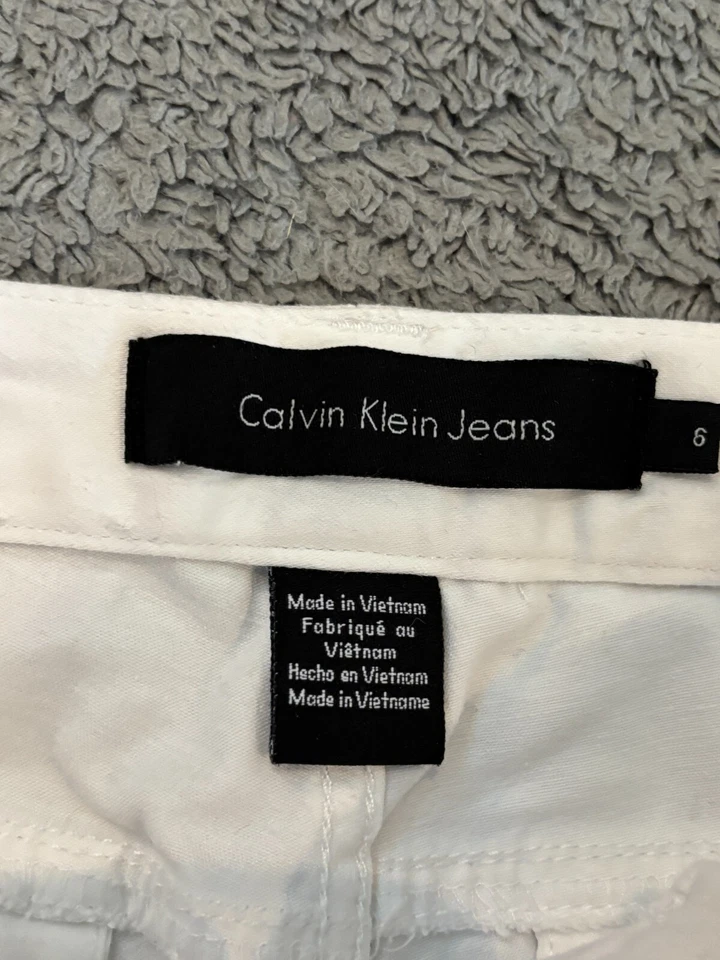 Calvin Klein Jeans
6
Made in Vietnam
Fabriqué au
Viêtnam
Hecho en Vietnam
Made in Vietname